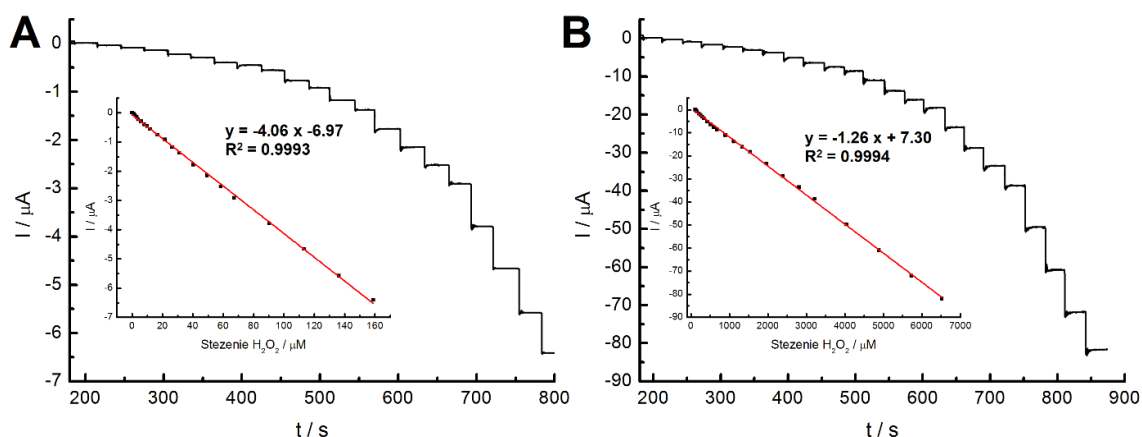 A
I / μA
0
-1
-2
-3
-4
-5
-6
-7
200 300 400 500 600 700 800
t / s
y = -4.06 x -6.97
R² = 0.9993
I / μA
0
-1
-2
-3
-4
-5
-6
-7
0 20 40 60 80 100 120 140 160
Stezenie H₂O₂ / μM
B
I / μA
0
-10
-20
-30
-40
-50
-60
-70
-80
-90
200 300 400 500 600 700 800 900
t / s
y = -1.26 x + 7.30
R² = 0.9994
I / μA
0
-10
-20
-30
-40
-50
-60
-70
-80
-90
0 1000 2000 3000 4000 5000 6000 7000
Stezenie H₂O₂ / μM